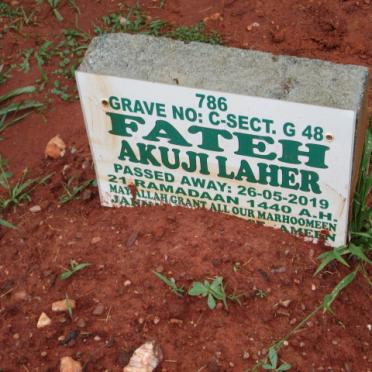 786
GRAVE NO: C-SECT. G 48
FATEH
AKUJI LAHER
PASSED AWAY: 26-05-2019
21 RAMADAAN 1440 A.H.
MAY ALLAH GRANT ALL OUR MARHOOMEEN
AMEEN